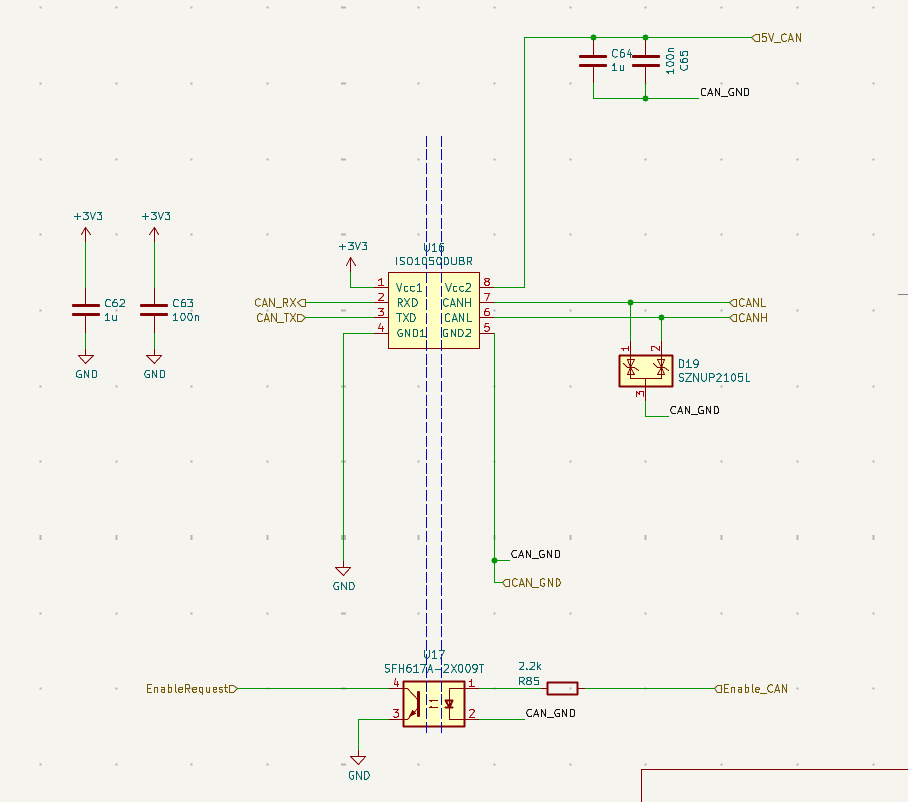 5V_CAN
C64
1u
100n
C65
CAN_GND
+3V3
+3V3
C62
1u
C63
100n
GND
GND
+3V3
U16
ISO1050DUBR
1
Vcc1
Vcc2
8
CAN_RX
2
RXD
CANH
7
CANL
CAN_TX
3
TXD
CANL
6
CANH
4
GND1
GND2
5
1
2
D19
SZNUP2105L
3
CAN_GND
CAN_GND
CAN_GND
GND
U17
SFH617A-2X009T
2.2k
R85
EnableRequest
4
1
Enable_CAN
3
2
CAN_GND
GND